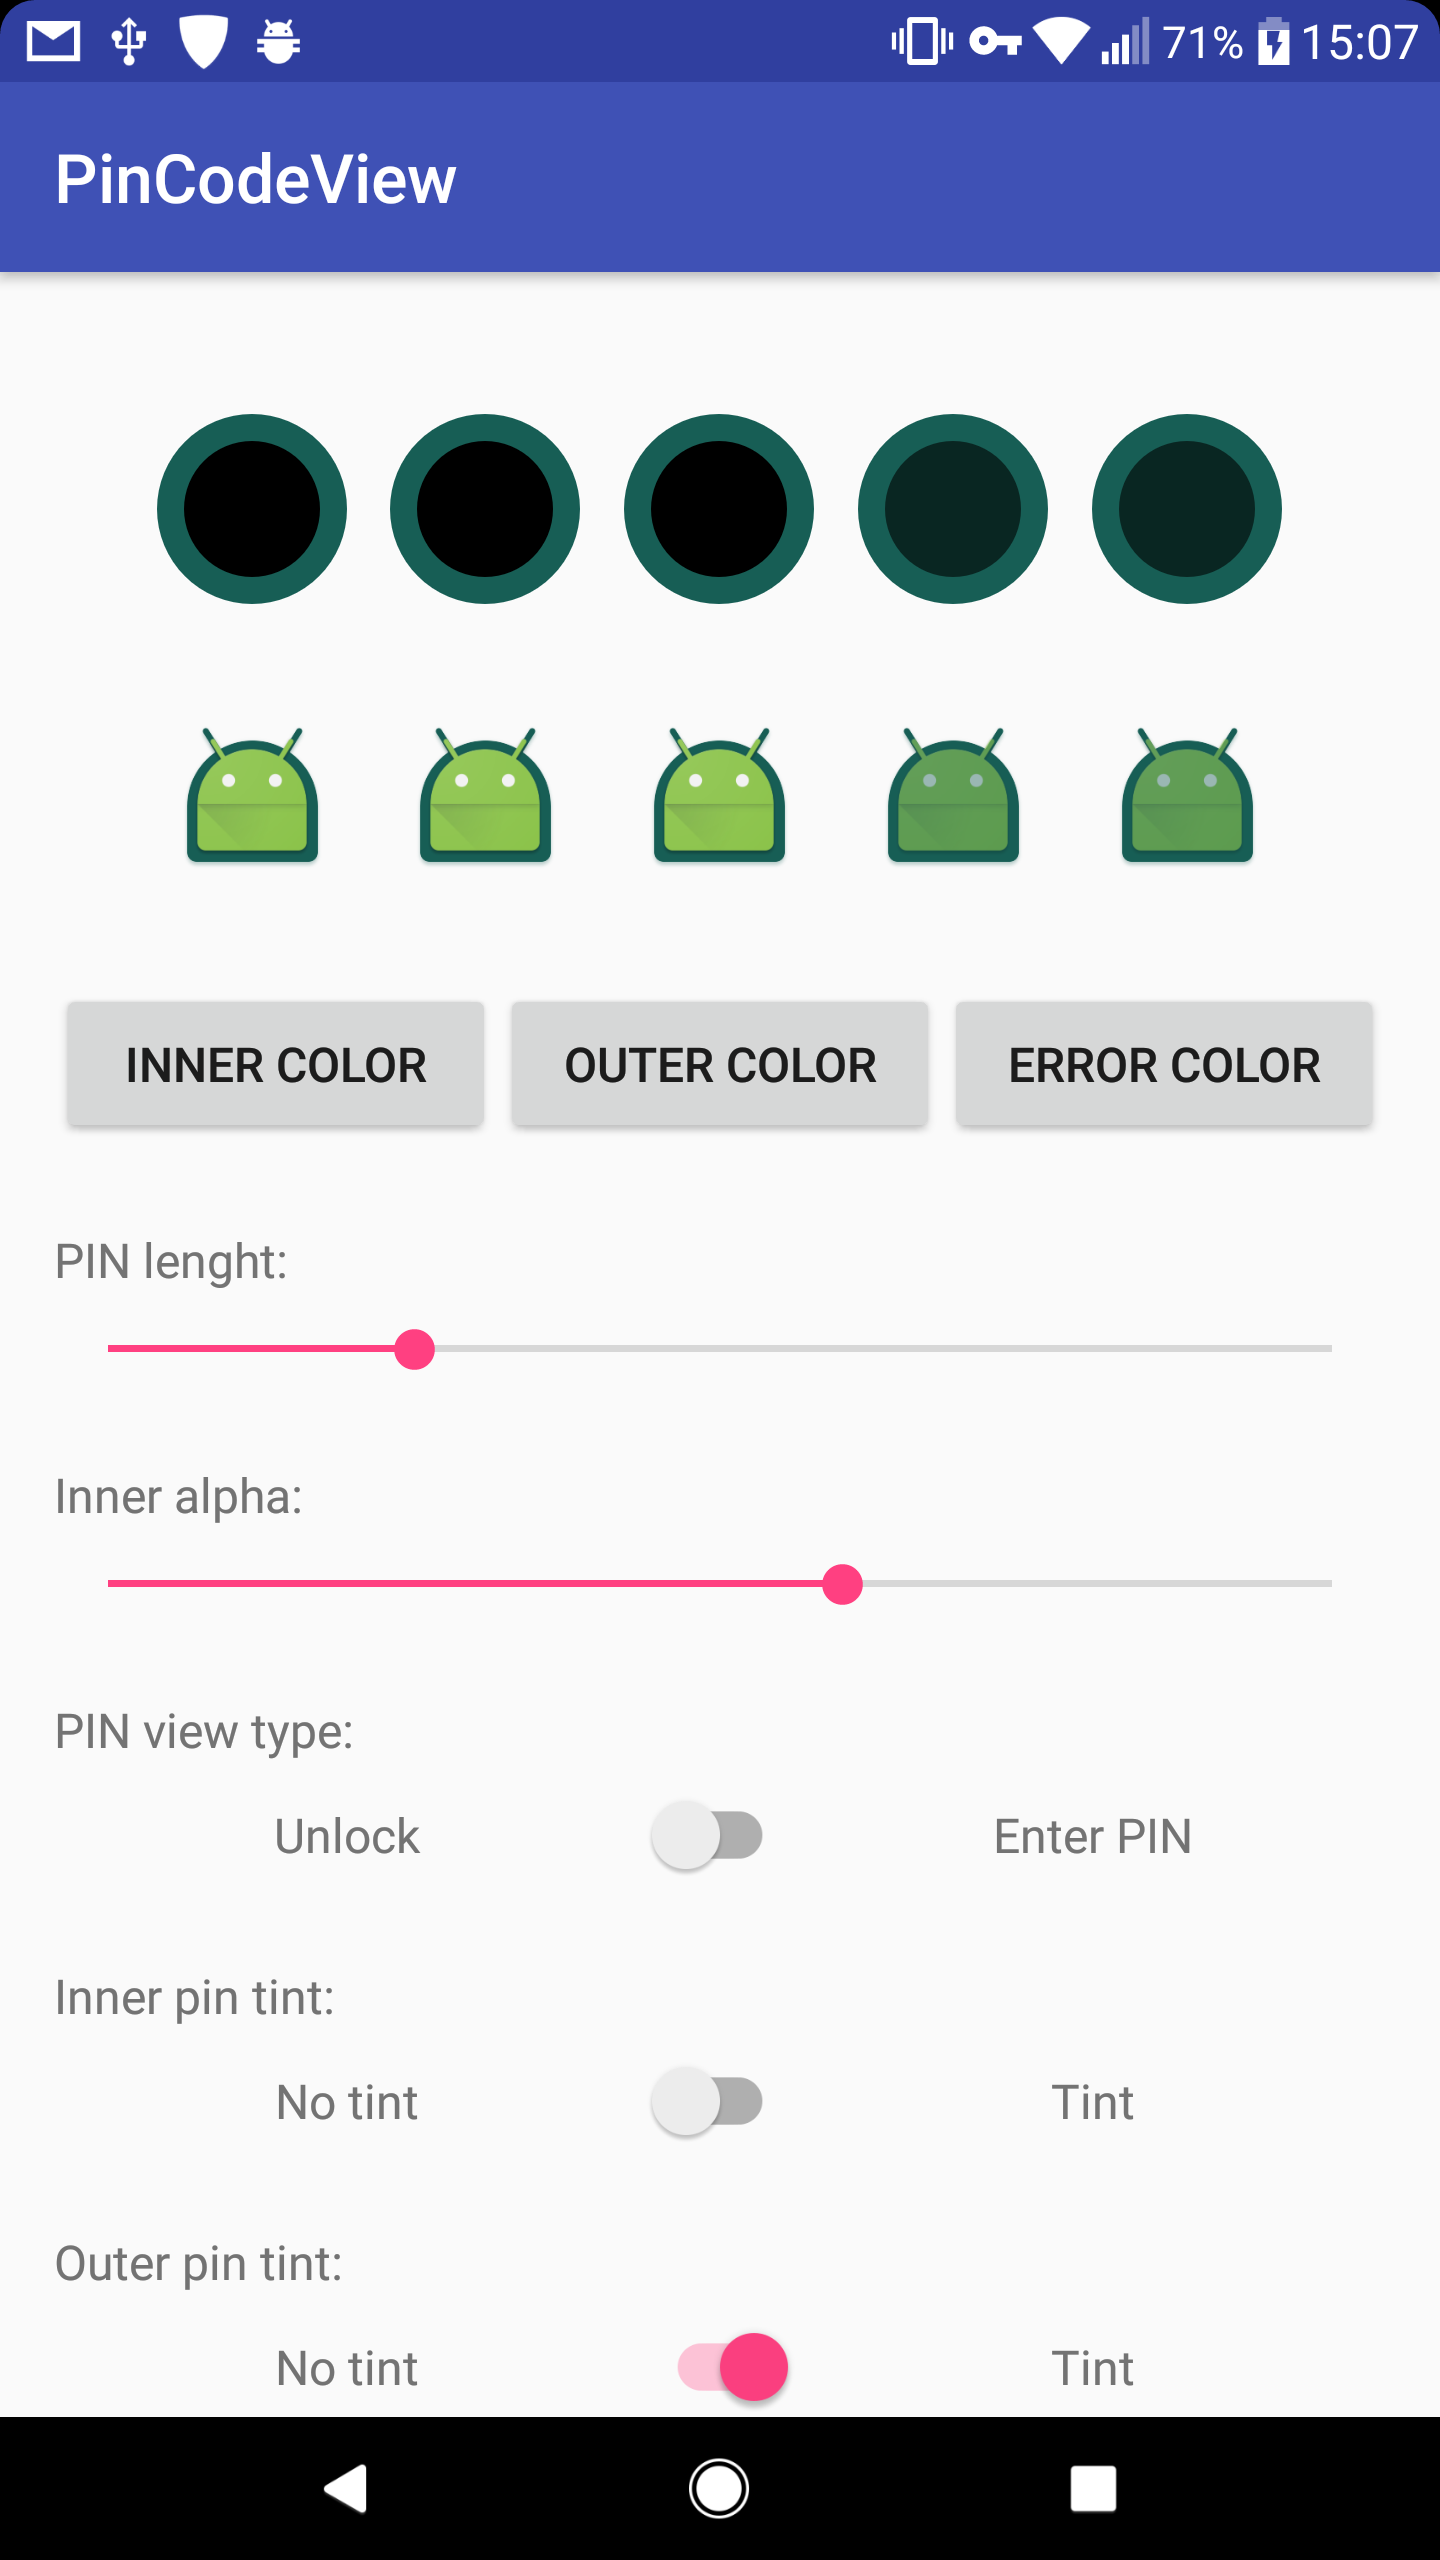 71% 15:07
PinCodeView
INNER COLOR OUTER COLOR ERROR COLOR
PIN lenght:
Inner alpha:
PIN view type:
Unlock Enter PIN
Inner pin tint:
No tint Tint
Outer pin tint:
No tint Tint